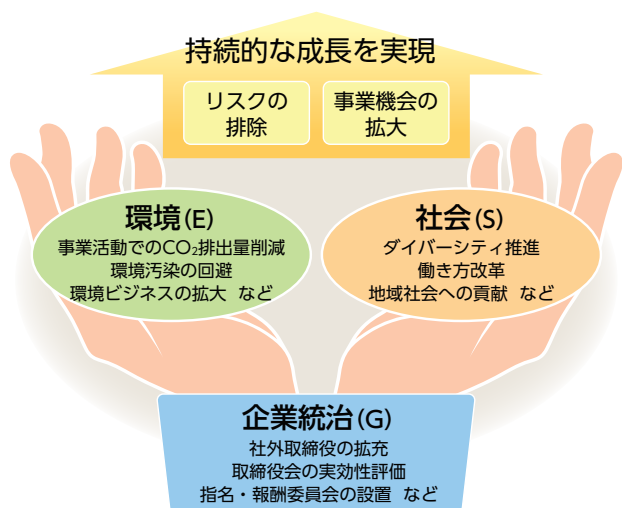 持続的な成長を実現
リスクの
排除
事業機会の
拡大
環境(E)
事業活動でのCO₂排出量削減
環境汚染の回避
環境ビジネスの拡大 など
社会(S)
ダイバーシティ推進
働き方改革
地域社会への貢献 など
企業統治(G)
社外取締役の拡充
取締役会の実効性評価
指名・報酬委員会の設置 など